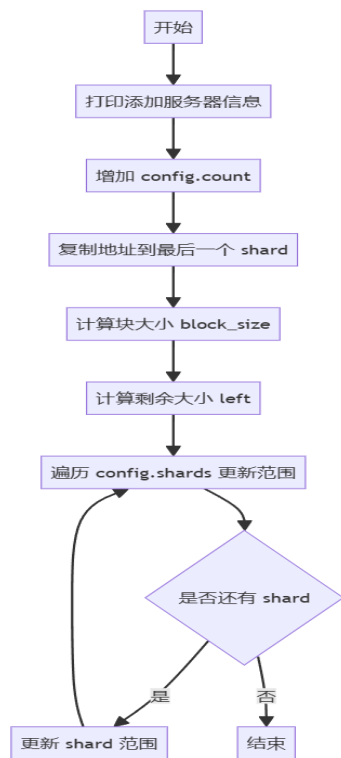 开始
打印添加服务器信息
增加 config.count
复制地址到最后一个 shard
计算块大小 block_size
计算剩余大小 left
遍历 config.shards 更新范围
是否还有 shard
是
否
更新 shard 范围
结束